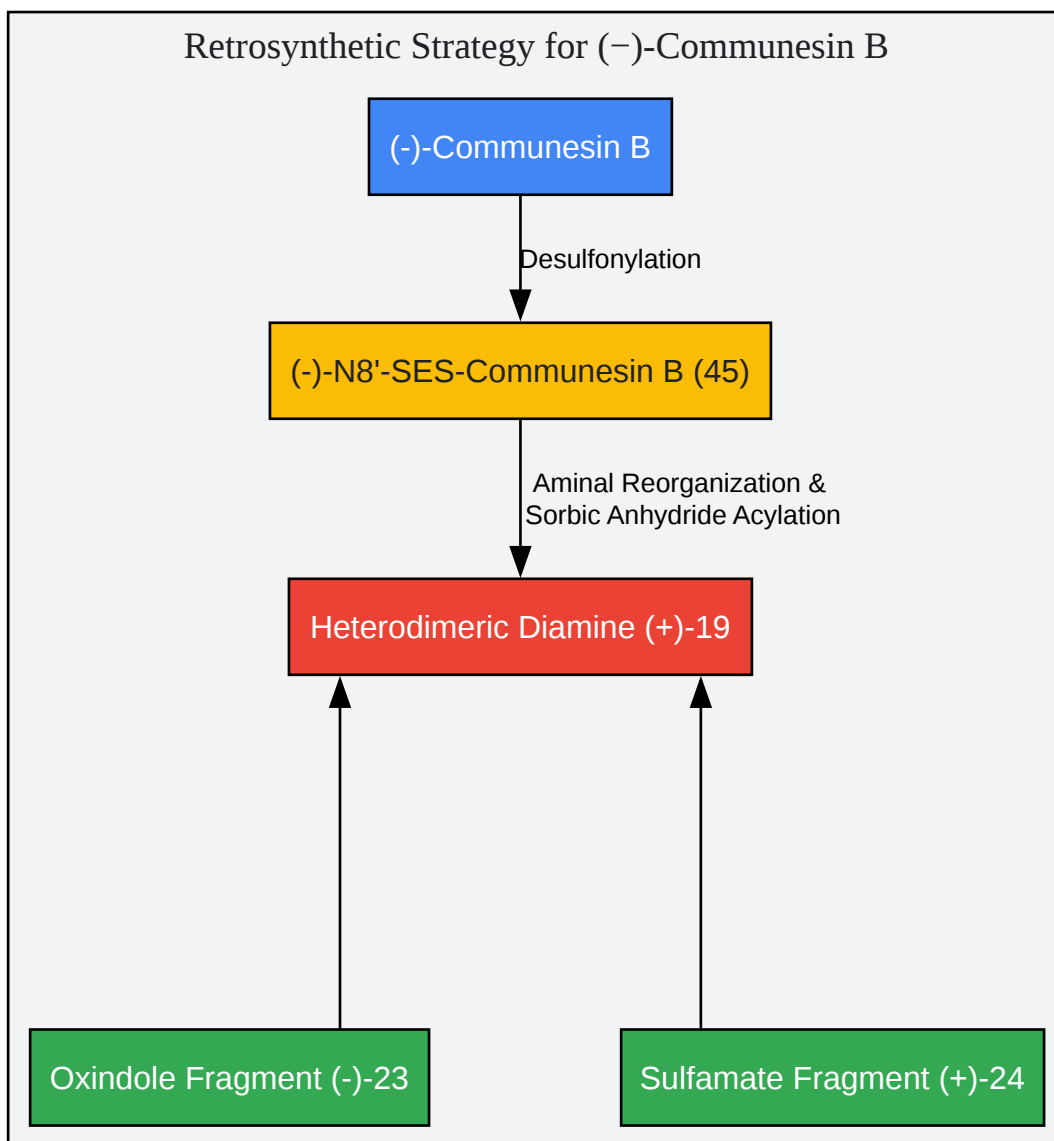 Retrosynthetic Strategy for (−)-Communesin B
(-)-Communesin B
Desulfonylation
(-)-N8'-SES-Communesin B (45)
Aminal Reorganization &
Sorbic Anhydride Acylation
Heterodimeric Diamine (+)-19
Oxindole Fragment (-)-23
Sulfamate Fragment (+)-24